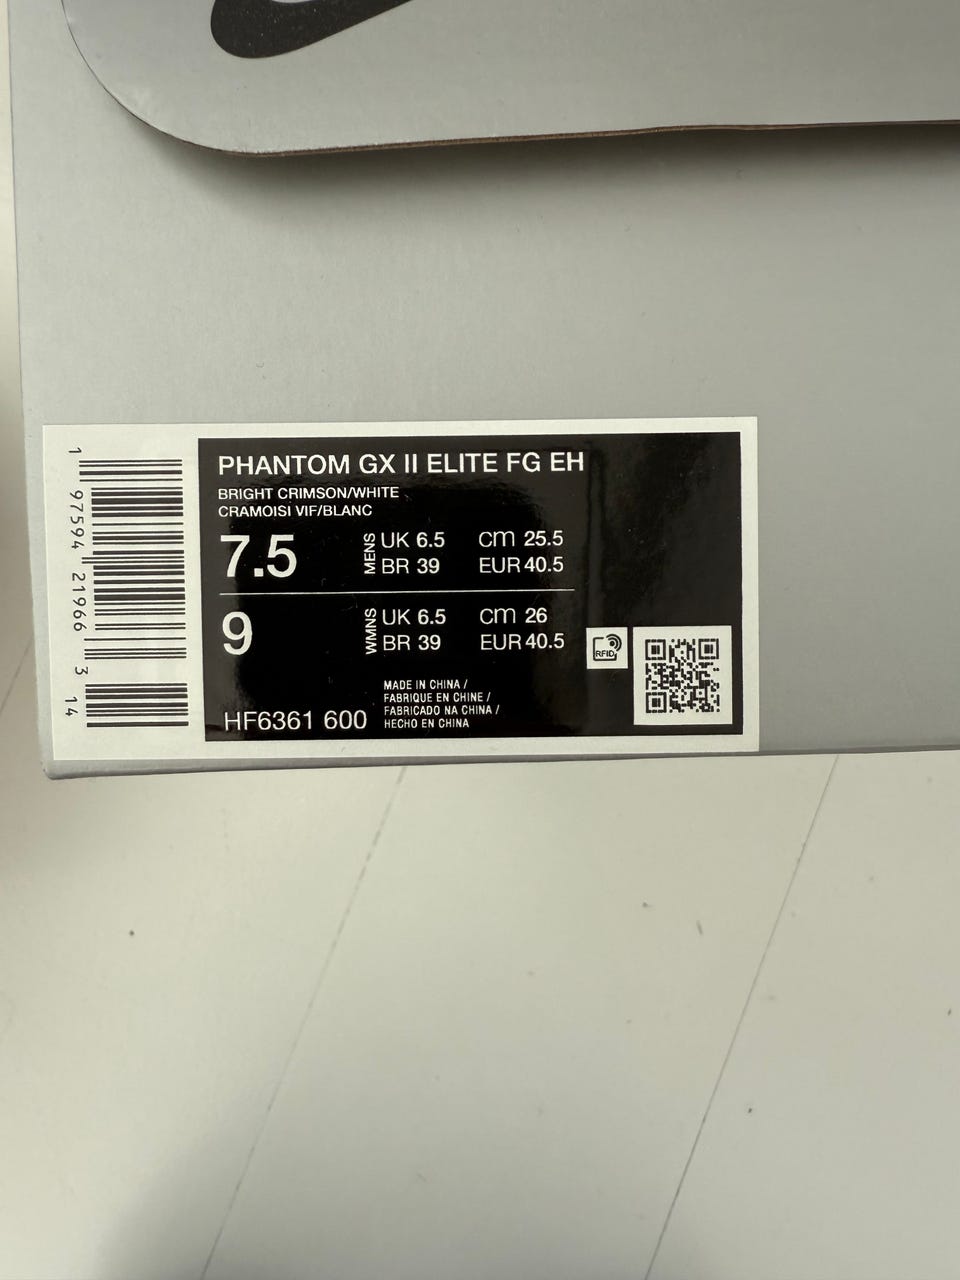 PHANTOM GX II ELITE FG EH
BRIGHT CRIMSON/WHITE
CRAMOISI VIF/BLANC
7.5 MENS UK 6.5 cm 25.5
BR 39 EUR 40.5
9 WMNS UK 6.5 cm 26
BR 39 EUR 40.5
RFID
HF6361 600
MADE IN CHINA /
FABRIQUE EN CHINE /
FABRICADO NA CHINA /
HECHO EN CHINA
1 97594 21966 3 14